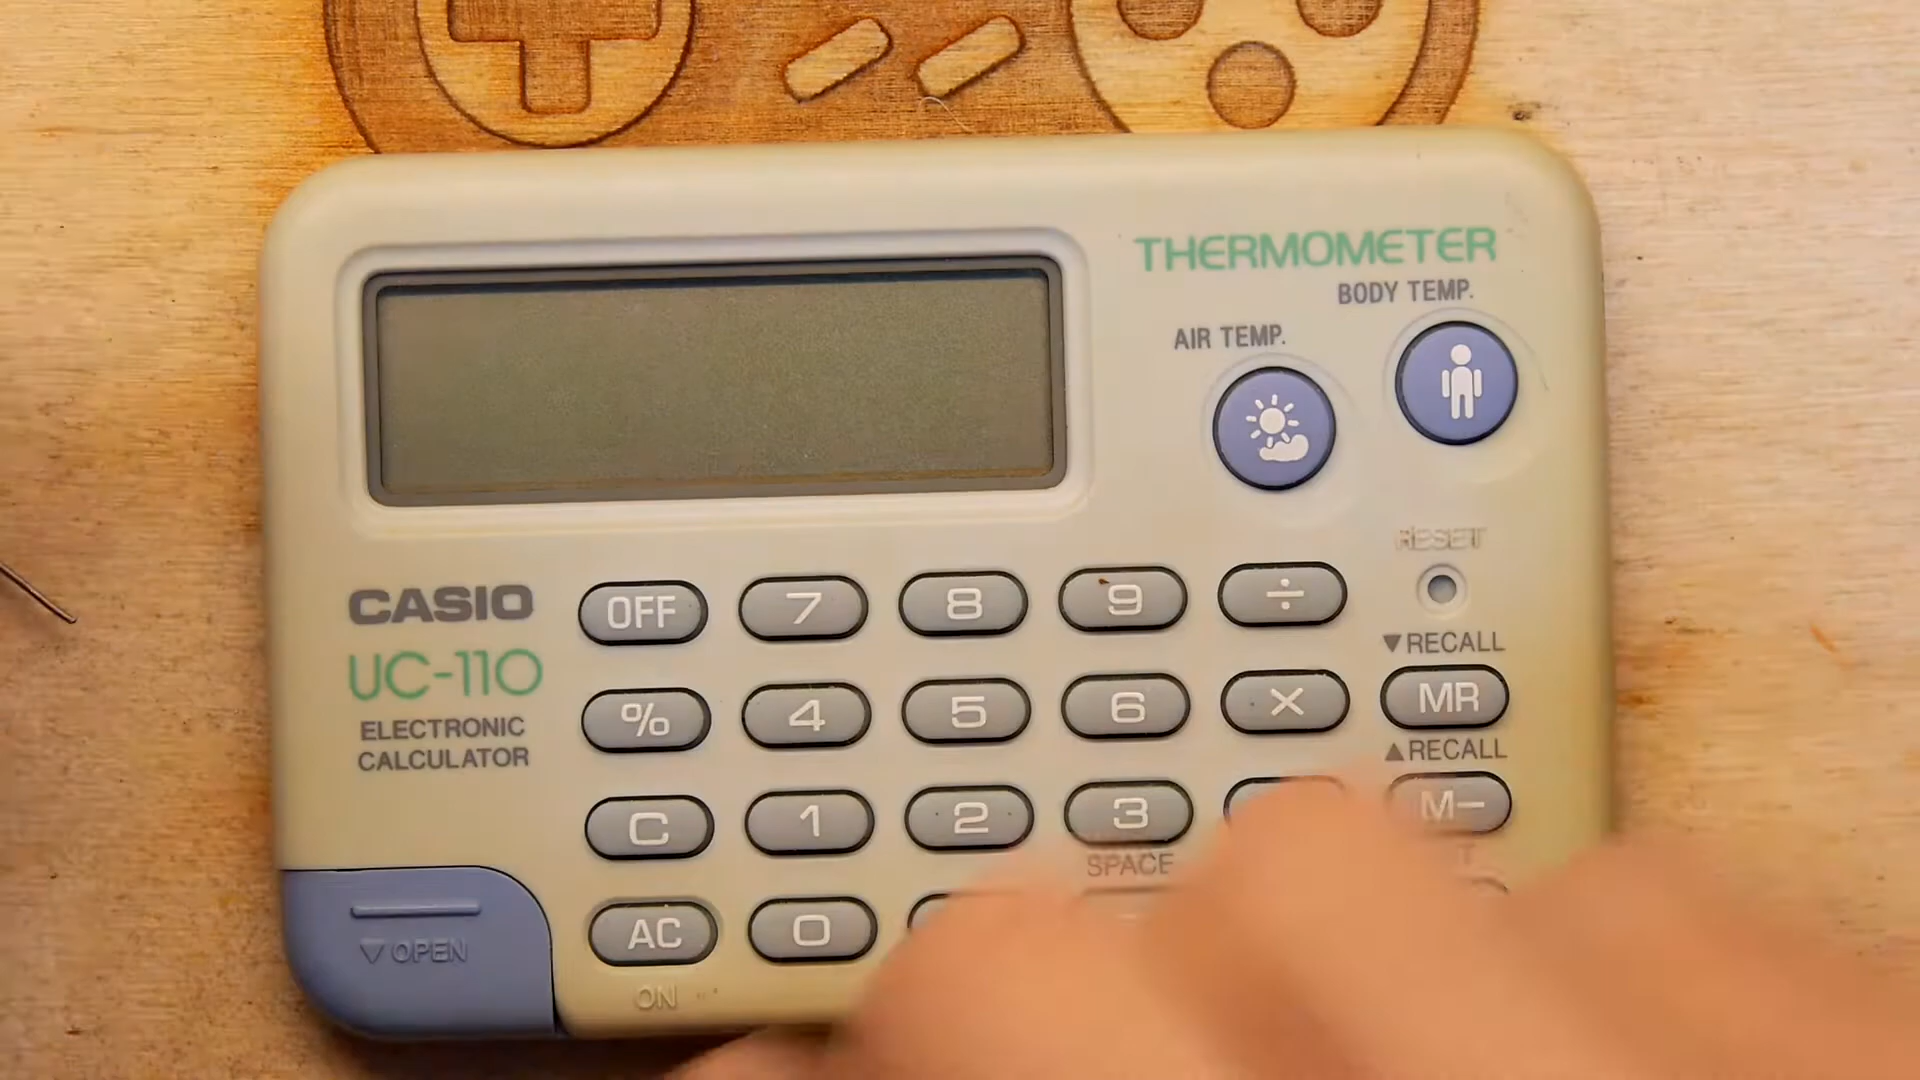 THERMOMETER
BODY TEMP.
AIR TEMP.
RESET
CASIO
OFF 7 8 9 ÷
▼RECALL
UC-110
% 4 5 6 × MR
ELECTRONIC
CALCULATOR
▲RECALL
C 1 2 3 M−
SPACE
AC 0
▽ OPEN
ON